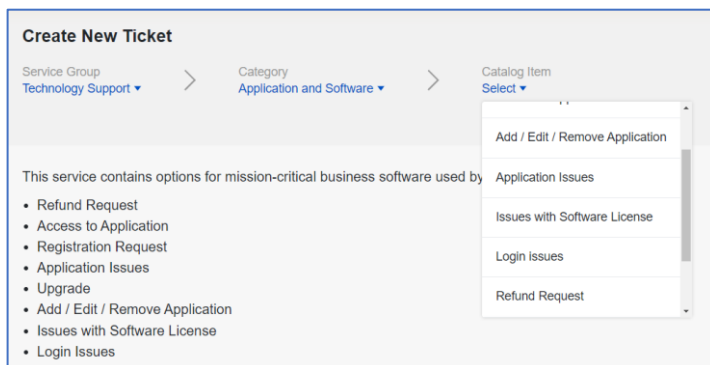 Create New Ticket
Service Group
Technology Support
Category
Application and Software
Catalog Item
Select
Add / Edit / Remove Application
Application Issues
Issues with Software License
Login issues
Refund Request
This service contains options for mission-critical business software used by
• Refund Request
• Access to Application
• Registration Request
• Application Issues
• Upgrade
• Add / Edit / Remove Application
• Issues with Software License
• Login Issues